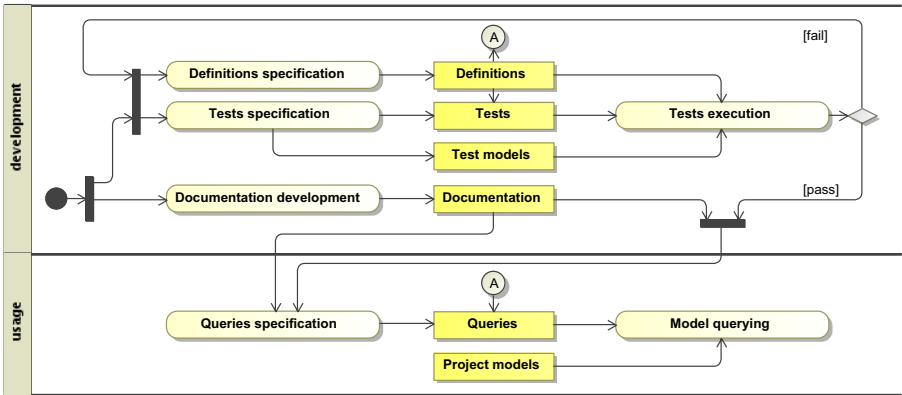 development
A
[fail]
Definitions specification
Definitions
Tests specification
Tests
Tests execution
Test models
Documentation development
Documentation
[pass]
usage
A
Queries specification
Queries
Model querying
Project models